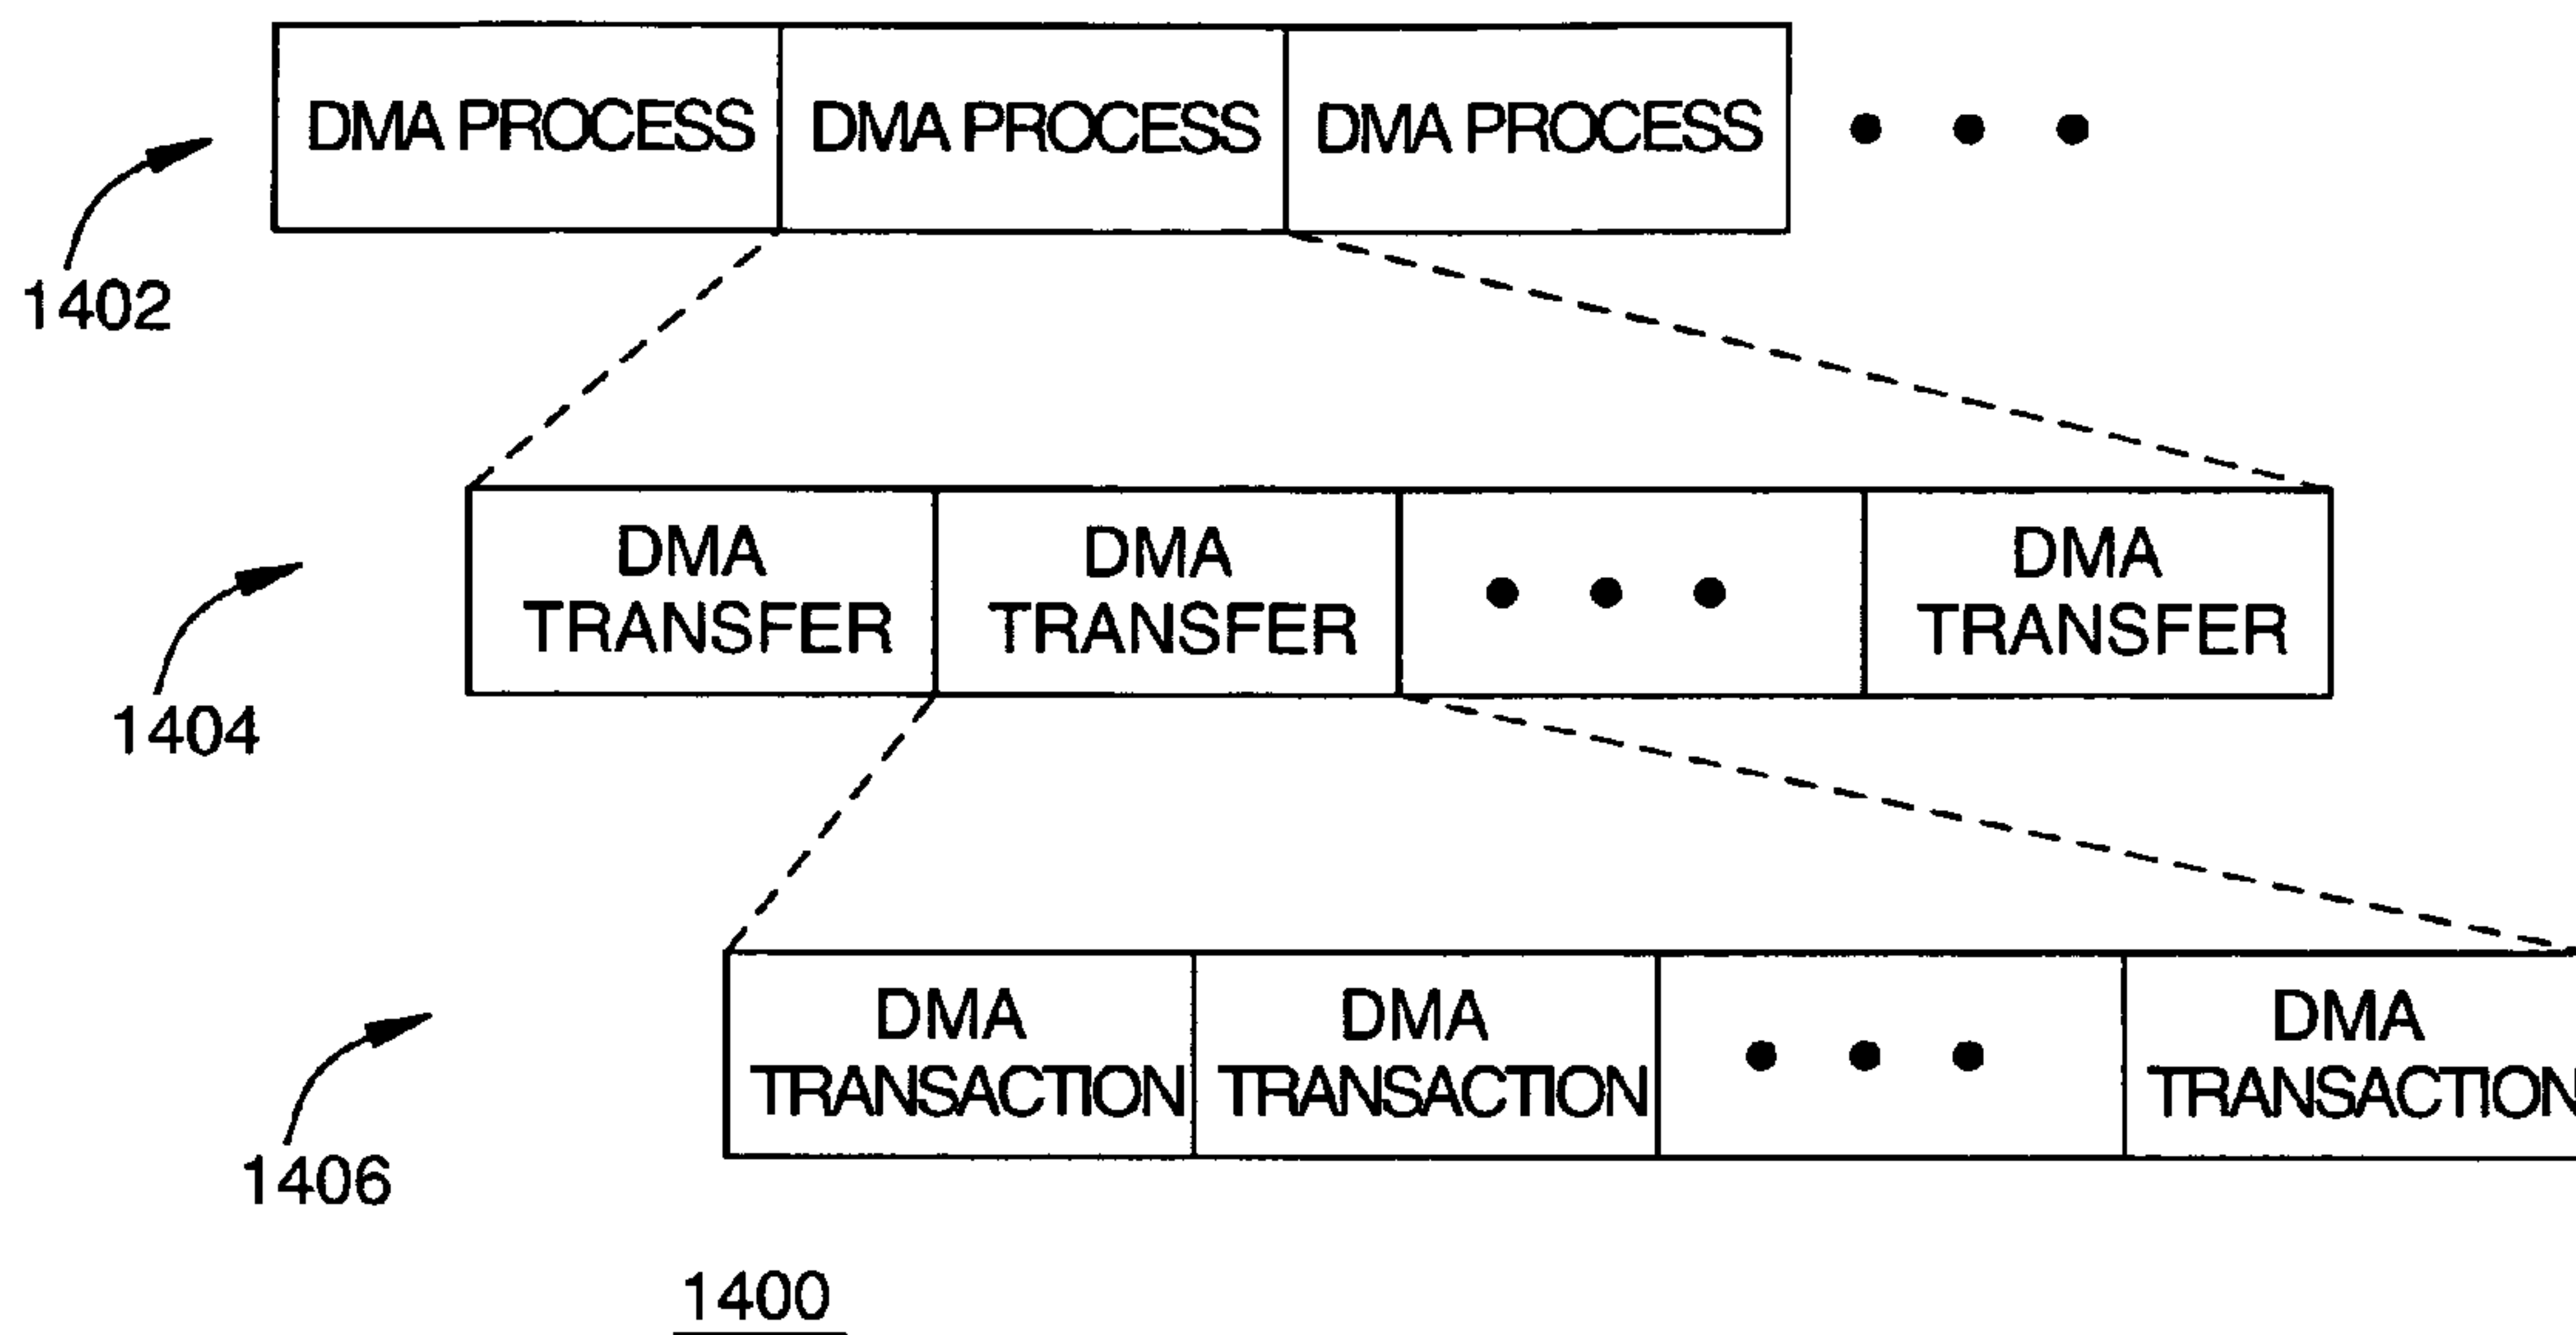 DMA PROCESS DMA PROCESS DMA PROCESS • • •
1402
DMA TRANSFER
DMA TRANSFER
• • •
DMA TRANSFER
1404
DMA TRANSACTION
DMA TRANSACTION
• • •
DMA TRANSACTION
1406
1400